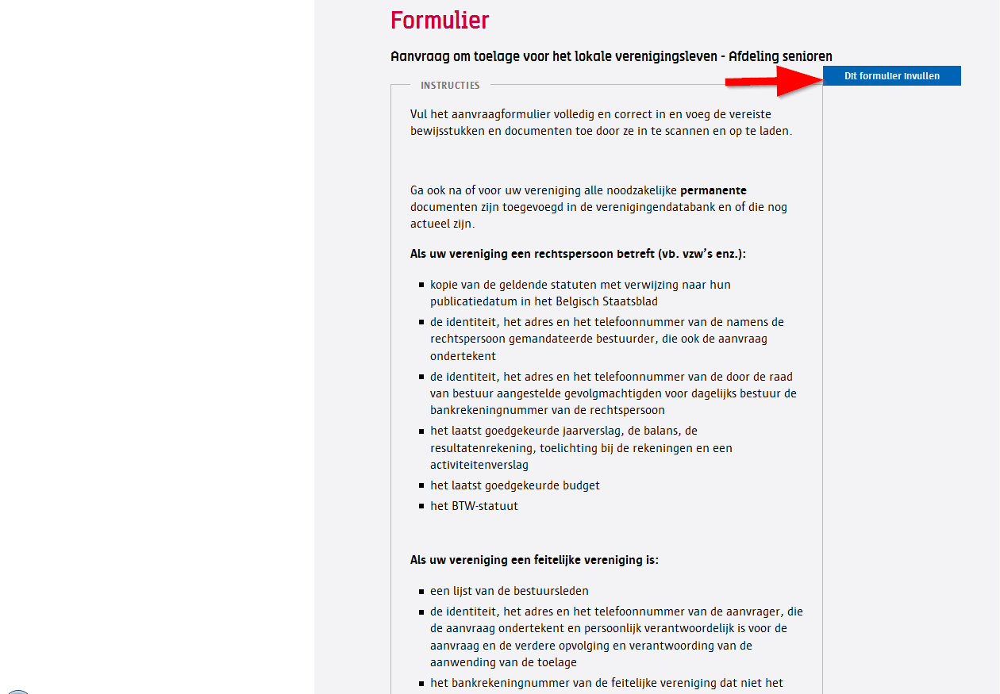 Formulier
Aanvraag om toelage voor het lokale verenigingsleven - Afdeling senioren
Dit formulier invullen
INSTRUCTIES
Vul het aanvraagformulier volledig en correct in en voeg de vereiste
bewijsstukken en documenten toe door ze in te scannen en op te laden.
Ga ook na of voor uw vereniging alle noodzakelijke permanente
documenten zijn toegevoegd in de verenigingendatabank en of die nog
actueel zijn.
Als uw vereniging een rechtspersoon betreft (vb. vzw's enz.):
kopie van de geldende statuten met verwijzing naar hun
publicatiedatum in het Belgisch Staatsblad
de identiteit, het adres en het telefoonnummer van de namens de
rechtspersoon gemandateerde bestuurder, die ook de aanvraag
ondertekent
de identiteit, het adres en het telefoonnummer van de door de raad
van bestuur aangestelde gevolgmachtigden voor dagelijks bestuur de
bankrekeningnummer van de rechtspersoon
het laatst goedgekeurde jaarverslag, de balans, de
resultatenrekening, toelichting bij de rekeningen en een
activiteitenverslag
het laatst goedgekeurde budget
het BTW-statuut
Als uw vereniging een feitelijke vereniging is:
een lijst van de bestuursleden
de identiteit, het adres en het telefoonnummer van de aanvrager, die
de aanvraag ondertekent en persoonlijk verantwoordelijk is voor de
aanvraag en de verdere opvolging en verantwoording van de
aanwending van de toelage
het bankrekeningnummer van de feitelijke vereniging dat niet het